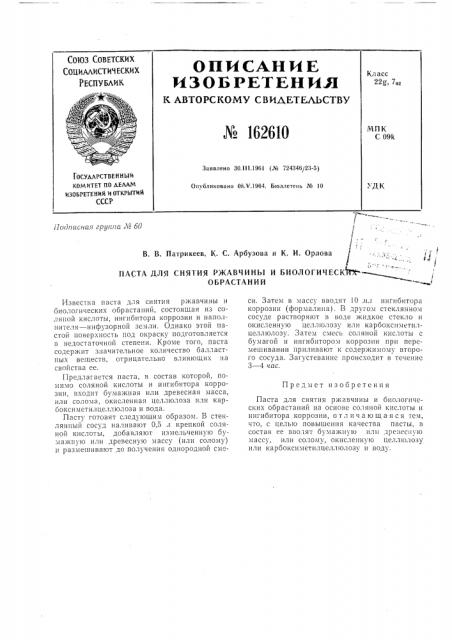 Союз Советских
Социалистических
Республик
Государственный
комитет по делам
изобретений и открытий
СССР
ОПИСАНИЕ
ИЗОБРЕТЕНИЯ
К АВТОРСКОМУ СВИДЕТЕЛЬСТВУ
№ 162610
Заявлено 30.III.1961 (№ 724346/23-5)
Опубликовано 08.V.1964. Бюллетень № 10
Класс
22g, 7₀₂
МПК
C 09k
УДК
Подписная группа № 60
В. В. Патрикеев, К. С. Арбузова и К. И. Орлова
ПАСТА ДЛЯ СНЯТИЯ РЖАВЧИНЫ И БИОЛОГИЧЕСКИХ
ОБРАСТАНИЙ
Известна паста для снятия ржавчины и
биологических обрастаний, состоящая из со-
ляной кислоты, ингибитора коррозии и напол-
нителя—инфузорной земли. Однако этой па-
стой поверхность под окраску подготовляется
в недостаточной степени. Кроме того, паста
содержит значительное количество балласт-
ных веществ, отрицательно влияющих на
свойства ее.
Предлагается паста, в состав которой, по-
мимо соляной кислоты и ингибитора корро-
зии, входит бумажная или древесная масса,
или солома, окисленная целлюлоза или кар-
боксиметилцеллюлоза и вода.
Пасту готовят следующим образом. В стек-
лянный сосуд наливают 0,5 л крепкой соля-
ной кислоты, добавляют измельченную бу-
мажную или древесную массу (или солому)
и размешивают до получения однородной сме-
си. Затем в массу вводят 10 мл ингибитора
коррозии (формалина). В другом стеклянном
сосуде растворяют в воде жидкое стекло и
окисленную целлюлозу или карбоксиметил-
целлюлозу. Затем смесь соляной кислоты с
бумагой и ингибитором коррозии при пере-
мешивании приливают к содержимому второ-
го сосуда. Загустевание происходит в течение
3—4 час.
Предмет изобретения
Паста для снятия ржавчины и биологиче-
ских обрастаний на основе соляной кислоты и
ингибитора коррозии, отличающаяся тем,
что, с целью повышения качества пасты, в
состав ее вводят бумажную или древесную
массу, или солому, окисленную целлюлозу
или карбоксиметилцеллюлозу и воду.